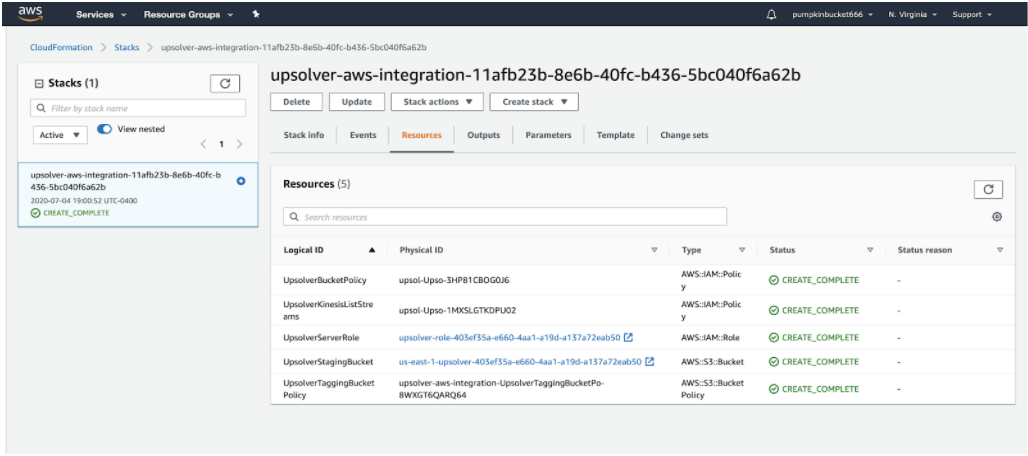 aws Services Resource Groups pumpkinbucket666 N. Virginia Support
CloudFormation > Stacks > upsolver-aws-integration-11afb23b-8e6b-40fc-b436-5bc040f6a62b
Stacks (1)
Filter by stack name
Active View nested
< 1 >
upsolver-aws-integration-11afb23b-8e6b-40fc-b
436-5bc040f6a62b
2020-07-04 19:00:52 UTC-0400
CREATE_COMPLETE
upsolver-aws-integration-11afb23b-8e6b-40fc-b436-5bc040f6a62b
Delete Update Stack actions Create stack
Stack info Events Resources Outputs Parameters Template Change sets
Resources (5)
Search resources
Logical ID Physical ID Type Status Status reason
UpsolverBucketPolicy upsol-Upso-3HP81CBOG0J6 AWS::IAM::Polic
y CREATE_COMPLETE -
UpsolverKinesisListStre
ams upsol-Upso-1MXSLGTKDPU02 AWS::IAM::Polic
y CREATE_COMPLETE -
UpsolverServerRole upsolver-role-403ef35a-e660-4aa1-a19d-a137a72eab50 AWS::IAM::Role CREATE_COMPLETE -
UpsolverStagingBucket us-east-1-upsolver-403ef35a-e660-4aa1-a19d-a137a72eab50 AWS::S3::Bucket CREATE_COMPLETE -
UpsolverTaggingBucket
Policy upsolver-aws-integration-UpsolverTaggingBucketPo-
8WXGT6QARQ64 AWS::S3::Bucket
Policy CREATE_COMPLETE -